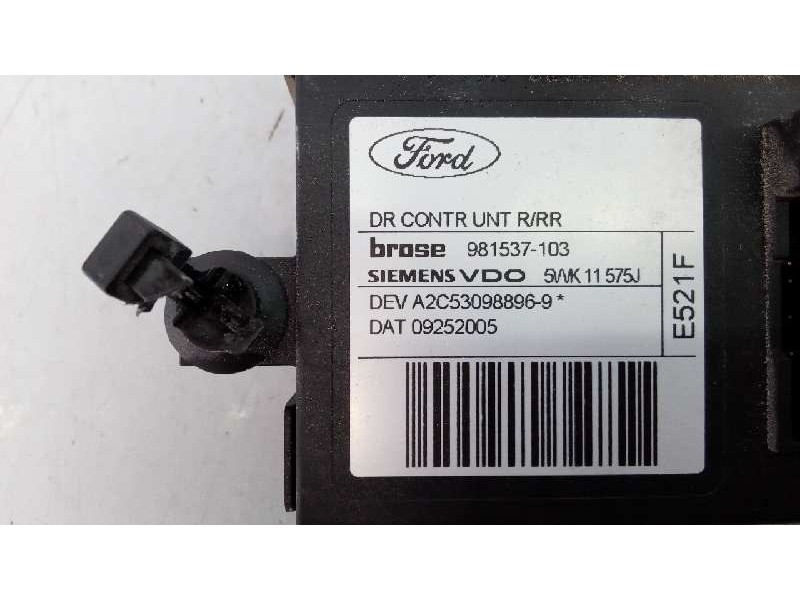 Ford
DR CONTR UNT R/RR
brose 981537-103
SIEMENS VDO 5WK 11 575J
DEV A2C53098896-9 *
DAT 09252005
E521F